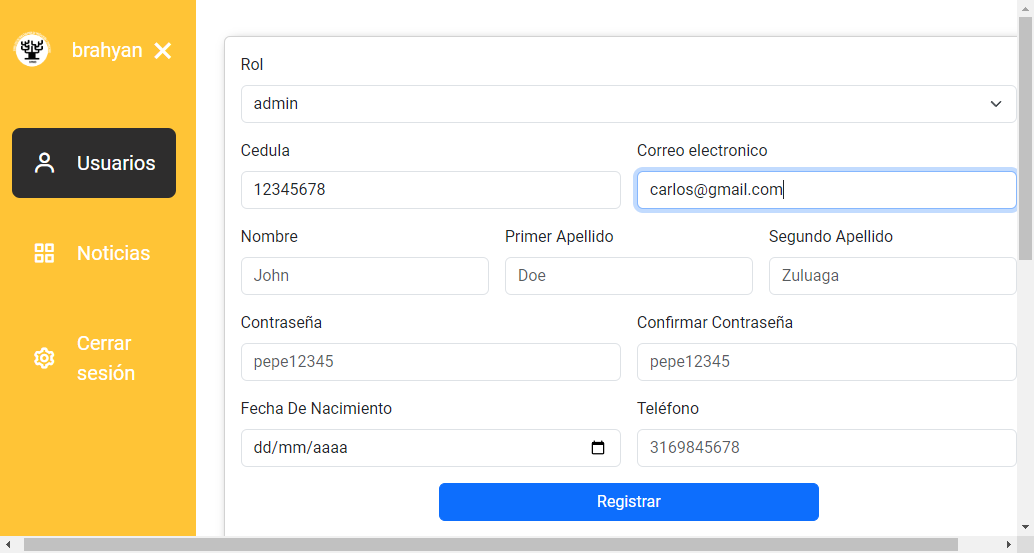 brahyan
Usuarios
Noticias
Cerrar
sesión
Rol
admin
Cedula
Correo electronico
12345678
carlos@gmail.com
Nombre
Primer Apellido
Segundo Apellido
John
Doe
Zuluaga
Contraseña
Confirmar Contraseña
pepe12345
pepe12345
Fecha De Nacimiento
Teléfono
dd/mm/aaaa
3169845678
Registrar